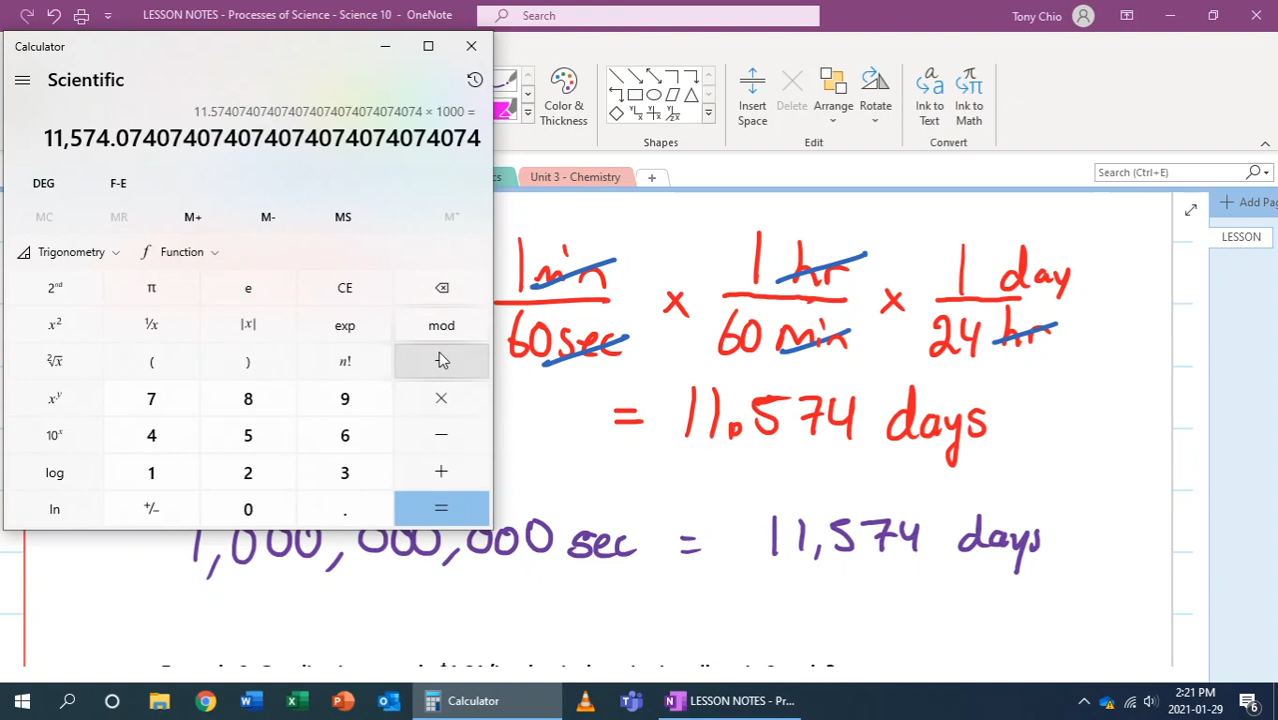 LESSON NOTES - Processes of Science - Science 10 - OneNote
Search
Tony Chio
Calculator
Scientific
11.574074074074074074074074074074 × 1000 =
11,574.074074074074074074074074074
DEG F-E
MC MR M+ M- MS M˅
Trigonometry Function
2ⁿᵈ π e CE
x² ¹/x |x| exp mod
²√x ( ) n!
xʸ 7 8 9 ×
10ˣ 4 5 6 −
log 1 2 3 +
ln +/− 0 . =
Color & Thickness
Shapes
Insert Space
Delete
Arrange
Rotate
Edit
Ink to Text
Ink to Math
Convert
Unit 3 - Chemistry
Search (Ctrl+E)
Add Pag
LESSON
1 min × 1 hr × 1 day
60 sec 60 min 24 hr
= 11.574 days
1,000,000,000 sec = 11,574 days
Calculator
LESSON NOTES - Pr...
2:21 PM
2021-01-29
6